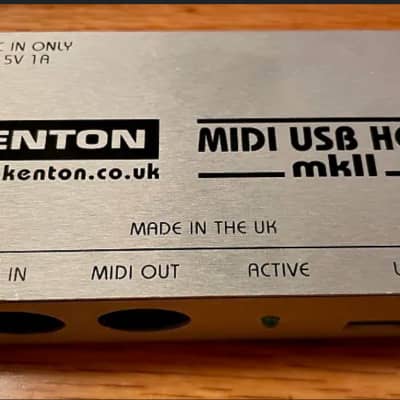 C IN ONLY
5V 1A
ENTON
MIDI USB HO
kenton.co.uk
mkII
MADE IN THE UK
IN
MIDI OUT
ACTIVE
U